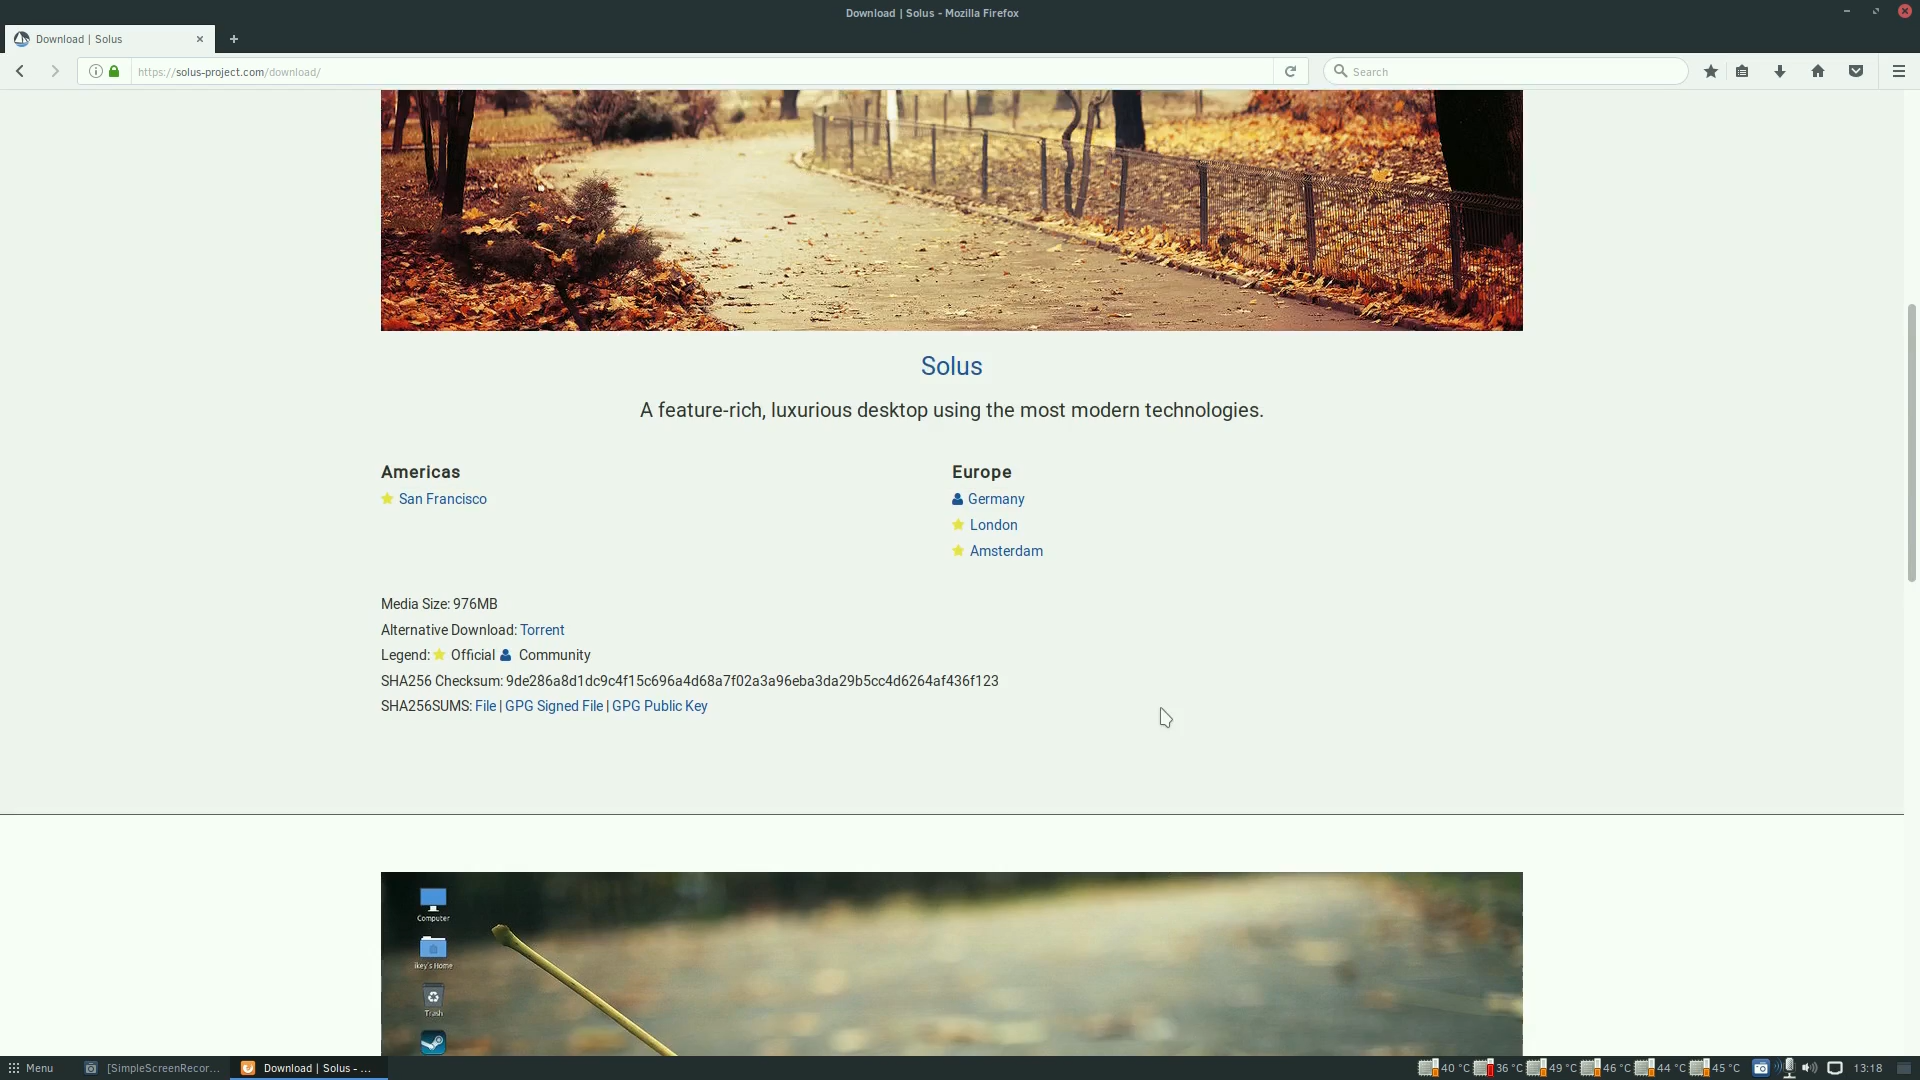 Download | Solus - Mozilla Firefox
Download | Solus
https://solus-project.com/download/
Search
Solus
A feature-rich, luxurious desktop using the most modern technologies.
Americas
San Francisco
Europe
Germany
London
Amsterdam
Media Size: 976MB
Alternative Download: Torrent
Legend: Official Community
SHA256 Checksum: 9de286a8d1dc9c4f15c696a4d68a7f02a3a96eba3da29b5cc4d6264af436f123
SHA256SUMS: File | GPG Signed File | GPG Public Key
Computer
ikey's Home
Trash
Menu
[SimpleScreenRecor...
Download | Solus - ...
40 °C 36 °C 49 °C 46 °C 44 °C 45 °C
13:18